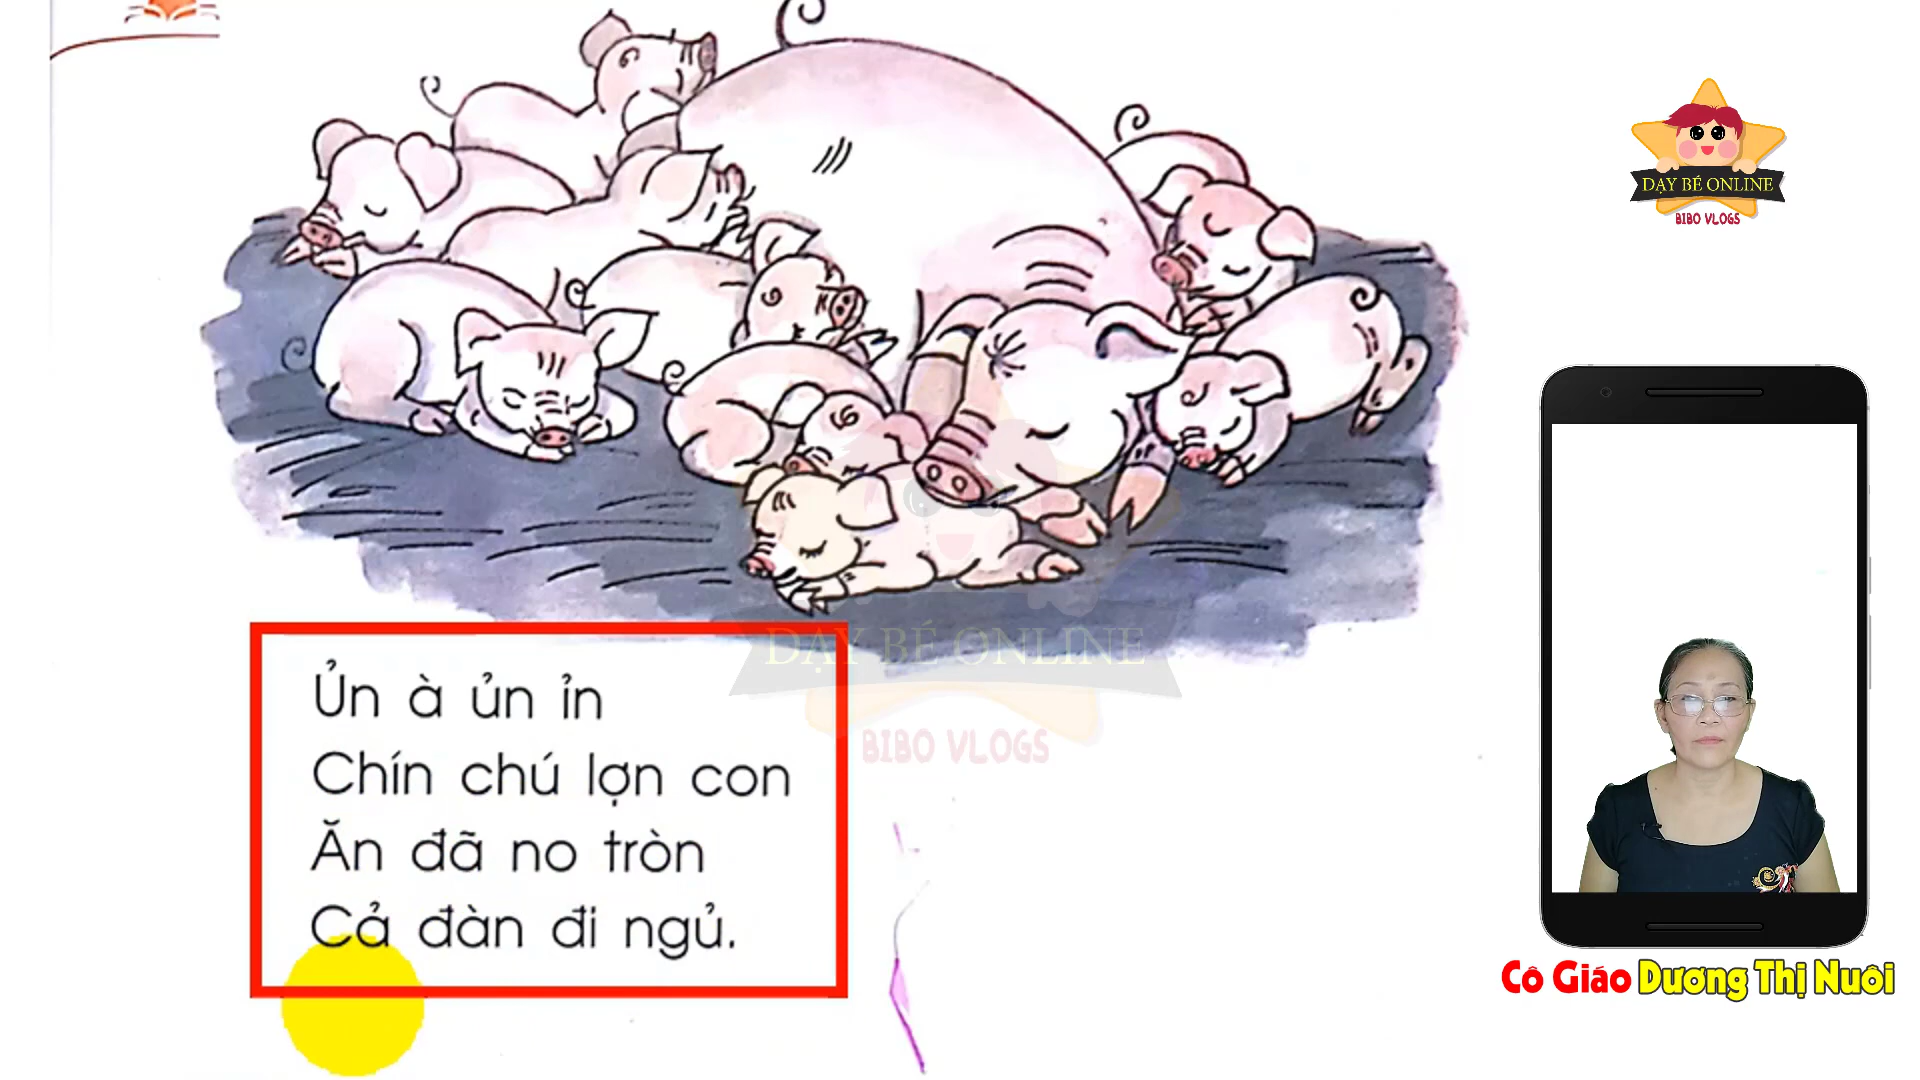 DẠY BÉ ONLINE
BIBO VLOGS
DẠY BÉ ONLINE
BIBO VLOGS
Ủn à ủn ỉn
Chín chú lợn con
Ăn đã no tròn
Cả đàn đi ngủ.
Cô Giáo Dương Thị Nuôi